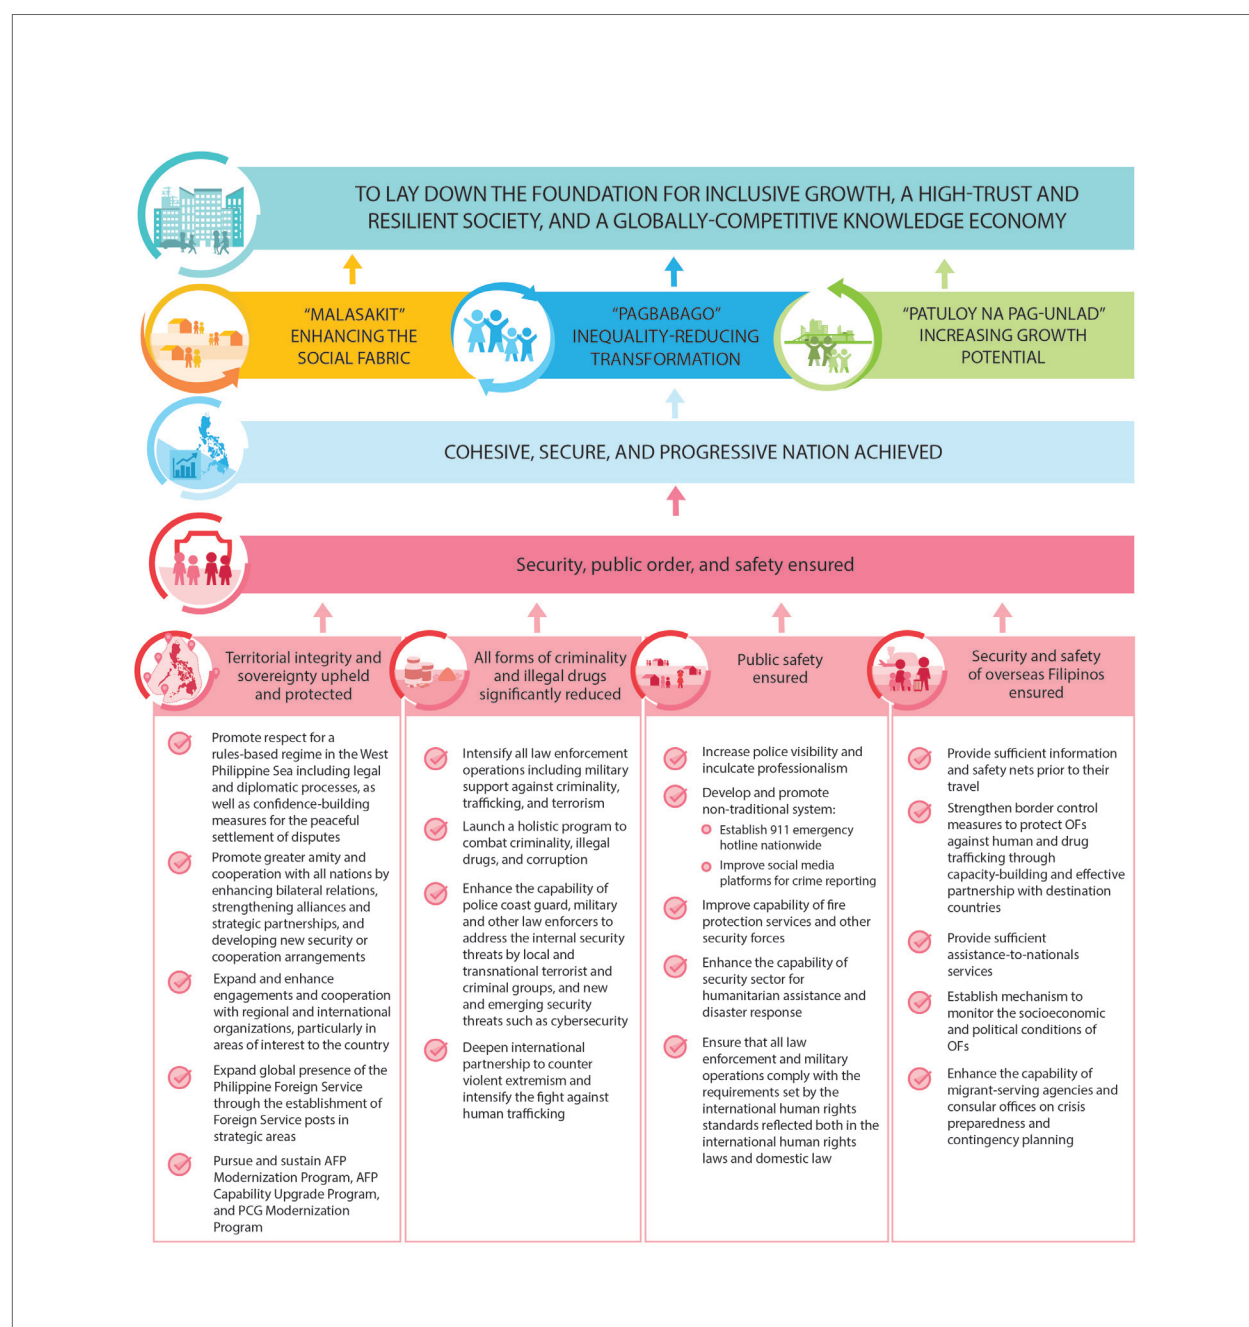 TO LAY DOWN THE FOUNDATION FOR INCLUSIVE GROWTH, A HIGH-TRUST AND
RESILIENT SOCIETY, AND A GLOBALLY-COMPETITIVE KNOWLEDGE ECONOMY
“MALASAKIT”
ENHANCING THE
SOCIAL FABRIC
“PAGBABAGO”
INEQUALITY-REDUCING
TRANSFORMATION
“PATULOY NA PAG-UNLAD”
INCREASING GROWTH
POTENTIAL
COHESIVE, SECURE, AND PROGRESSIVE NATION ACHIEVED
Security, public order, and safety ensured
Territorial integrity and
sovereignty upheld
and protected
Promote respect for a
rules-based regime in the West
Philippine Sea including legal
and diplomatic processes, as
well as confidence-building
measures for the peaceful
settlement of disputes
Promote greater amity and
cooperation with all nations by
enhancing bilateral relations,
strengthening alliances and
strategic partnerships, and
developing new security or
cooperation arrangements
Expand and enhance
engagements and cooperation
with regional and international
organizations, particularly in
areas of interest to the country
Expand global presence of the
Philippine Foreign Service
through the establishment of
Foreign Service posts in
strategic areas
Pursue and sustain AFP
Modernization Program, AFP
Capability Upgrade Program,
and PCG Modernization
Program
All forms of criminality
and illegal drugs
significantly reduced
Intensify all law enforcement
operations including military
support against criminality,
trafficking, and terrorism
Launch a holistic program to
combat criminality, illegal
drugs, and corruption
Enhance the capability of
police coast guard, military
and other law enforcers to
address the internal security
threats by local and
transnational terrorist and
criminal groups, and new
and emerging security
threats such as cybersecurity
Deepen international
partnership to counter
violent extremism and
intensify the fight against
human trafficking
Public safety
ensured
Increase police visibility and
inculcate professionalism
Develop and promote
non-traditional system:
Establish 911 emergency
hotline nationwide
Improve social media
platforms for crime reporting
Improve capability of fire
protection services and other
security forces
Enhance the capability of
security sector for
humanitarian assistance and
disaster response
Ensure that all law
enforcement and military
operations comply with the
requirements set by the
international human rights
standards reflected both in the
international human rights
laws and domestic law
Security and safety
of overseas Filipinos
ensured
Provide sufficient information
and safety nets prior to their
travel
Strengthen border control
measures to protect OFs
against human and drug
trafficking through
capacity-building and effective
partnership with destination
countries
Provide sufficient
assistance-to-nationals
services
Establish mechanism to
monitor the socioeconomic
and political conditions of
OFs
Enhance the capability of
migrant-serving agencies and
consular offices on crisis
preparedness and
contingency planning